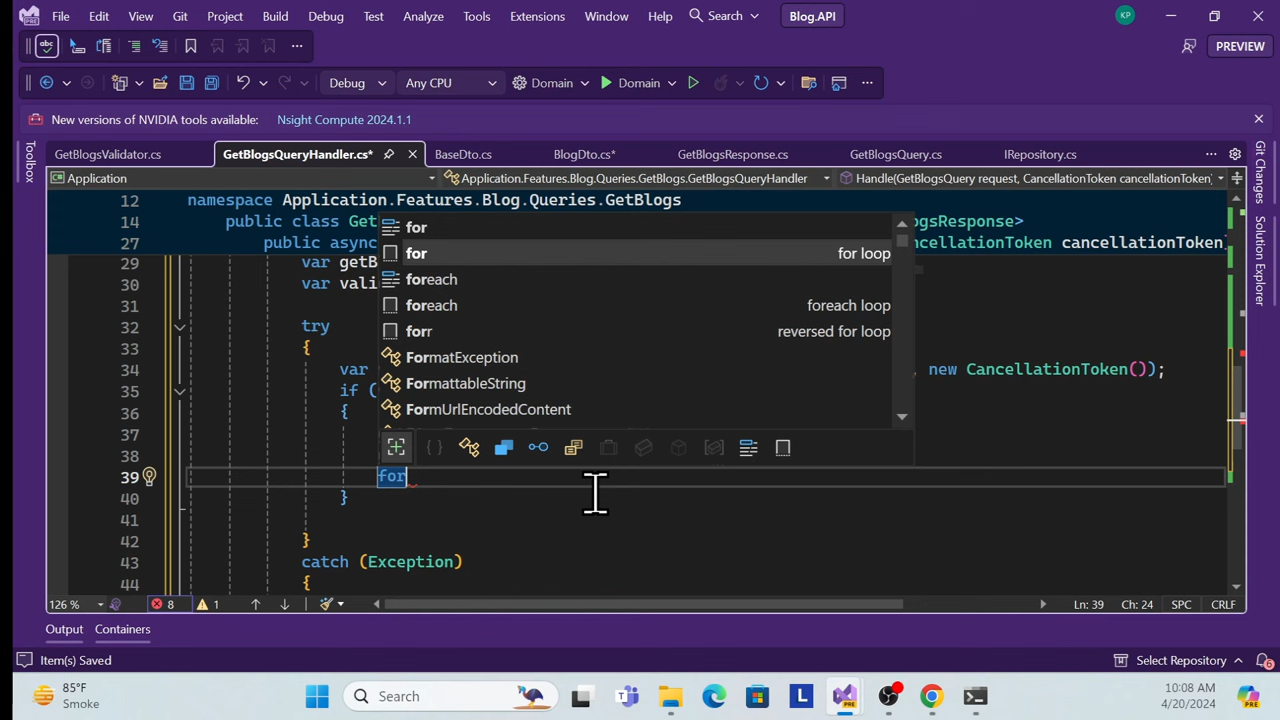 File Edit View Git Project Build Debug Test Analyze Tools Extensions Window Help Search Blog.API KP
abc PREVIEW
Debug Any CPU Domain Domain
New versions of NVIDIA tools available: Nsight Compute 2024.1.1
Toolbox
GetBlogsValidator.cs GetBlogsQueryHandler.cs* BaseDto.cs BlogDto.cs* GetBlogsResponse.cs GetBlogsQuery.cs IRepository.cs
Git Changes
Solution Explorer
Application Application.Features.Blog.Queries.GetBlogs.GetBlogsQueryHandler Handle(GetBlogsQuery request, CancellationToken cancellationToken)
12 namespace Application.Features.Blog.Queries.GetBlogs
14 public class Get ogsResponse>
27 public async ncellationToken cancellationToken
29 var getB
30 var vali
31
32 try
33 {
34 var , new CancellationToken());
35 if (
36 {
37
38
39 for
40 }
41
42 }
43 catch (Exception)
44 {
for
for for loop
foreach
foreach foreach loop
forr reversed for loop
FormatException
FormattableString
FormUrlEncodedContent
126 % 8 1 Ln: 39 Ch: 24 SPC CRLF
Output Containers
Item(s) Saved Select Repository 6
85°F
Smoke
Search
PRE
L
10:08 AM
4/20/2024
PRE